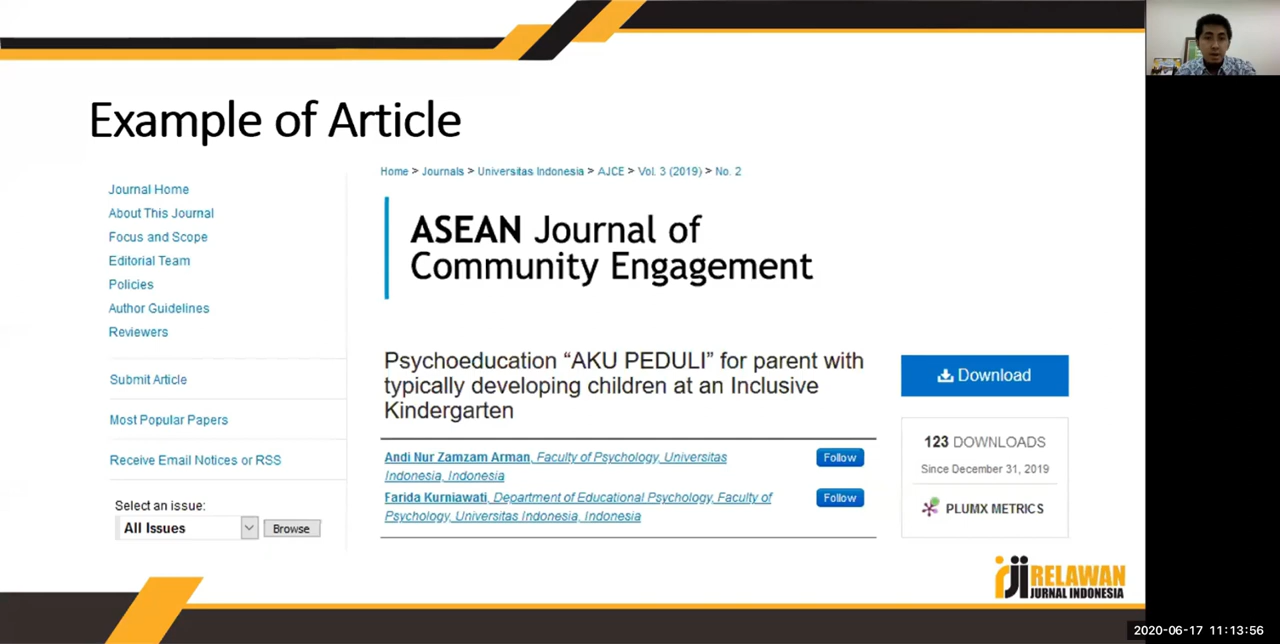 Example of Article
Journal Home
About This Journal
Focus and Scope
Editorial Team
Policies
Author Guidelines
Reviewers
Submit Article
Most Popular Papers
Receive Email Notices or RSS
Select an issue:
All Issues
Browse
Home > Journals > Universitas Indonesia > AJCE > Vol. 3 (2019) > No. 2
ASEAN Journal of
Community Engagement
Psychoeducation “AKU PEDULI” for parent with
typically developing children at an Inclusive
Kindergarten
Andi Nur Zamzam Arman, Faculty of Psychology, Universitas
Indonesia, Indonesia
Follow
Farida Kurniawati, Department of Educational Psychology, Faculty of
Psychology, Universitas Indonesia, Indonesia
Follow
Download
123 DOWNLOADS
Since December 31, 2019
PLUMX METRICS
rji RELAWAN
JURNAL INDONESIA
2020-06-17 11:13:56